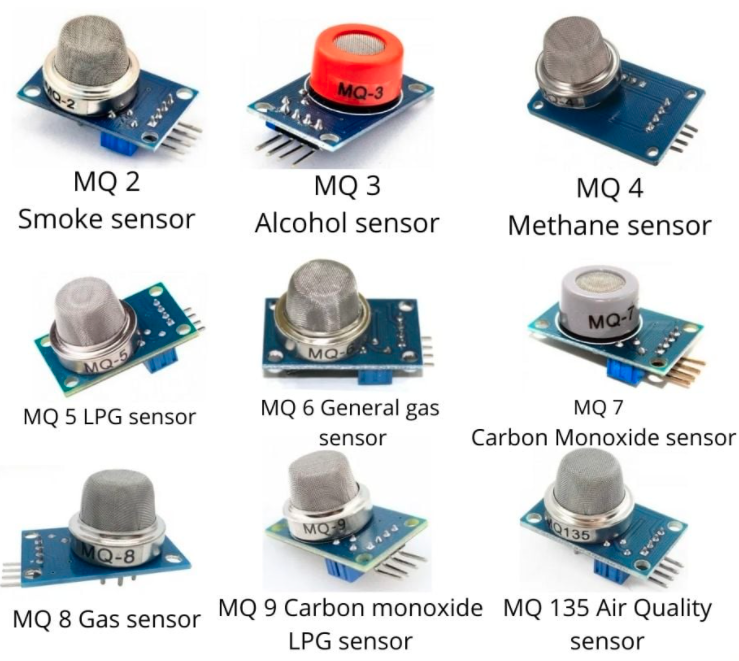 MQ-2
MQ-3
-4
MQ 2
Smoke sensor
MQ 3
Alcohol sensor
MQ 4
Methane sensor
MQ-5
MQ-6
MQ-7
MQ 5 LPG sensor
MQ 6 General gas
sensor
MQ 7
Carbon Monoxide sensor
MQ-8
MQ-9
MQ135
MQ 8 Gas sensor
MQ 9 Carbon monoxide
LPG sensor
MQ 135 Air Quality
sensor